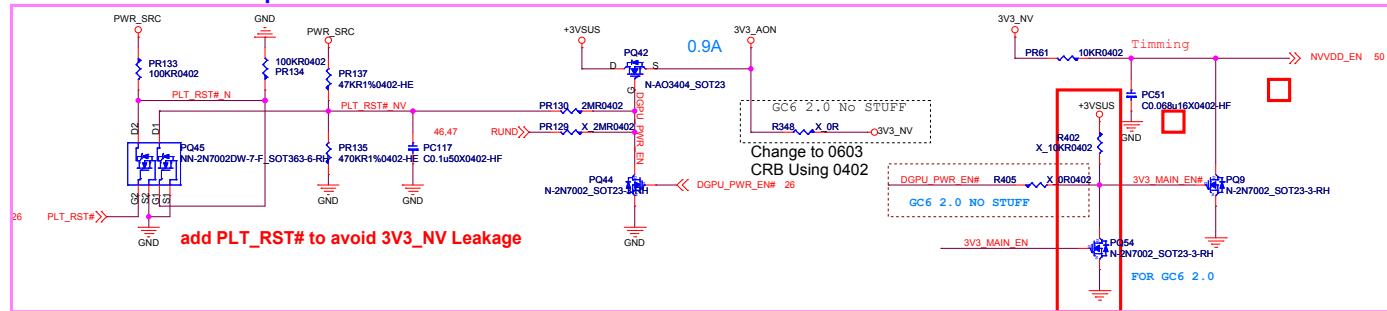 PWR_SRC
GND
PWR_SRC
+3VSUS
3V3_AON
3V3_NV
PR133
100KR0402
100KR0402
PR134
PR137
47KR1%0402-HE
PQ42
D
S
G
N-AO3404_SOT23
0.9A
PR61
10KR0402
Timming
NVVDD_EN
50
PLT_RST#_N
PLT_RST#_NV
PR130
2MR0402
PR129
X_2MR0402
RUND
46,47
DGPU_PWR_EN
GC6 2.0 NO STUFF
R348
X_0R
3V3_NV
Change to 0603
CRB Using 0402
PC51
C0.068u16X0402-HF
GND
+3VSUS
R402
X_10KR0402
D2
D1
PQ45
NN-2N7002DW-7-F_SOT363-6-RH
G2
S2
G1
S1
PR135
470KR1%0402-HE
GND
PC117
C0.1u50X0402-HF
GND
PQ44
N-2N7002_SOT23-3-RH
DGPU_PWR_EN#
26
GND
DGPU_PWR_EN#
R405
X_0R0402
GC6 2.0 NO STUFF
3V3_MAIN_EN#
PQ9
N-2N7002_SOT23-3-RH
26
PLT_RST#
GND
add PLT_RST# to avoid 3V3_NV Leakage
3V3_MAIN_EN
PQ54
N-2N7002_SOT23-3-RH
FOR GC6 2.0